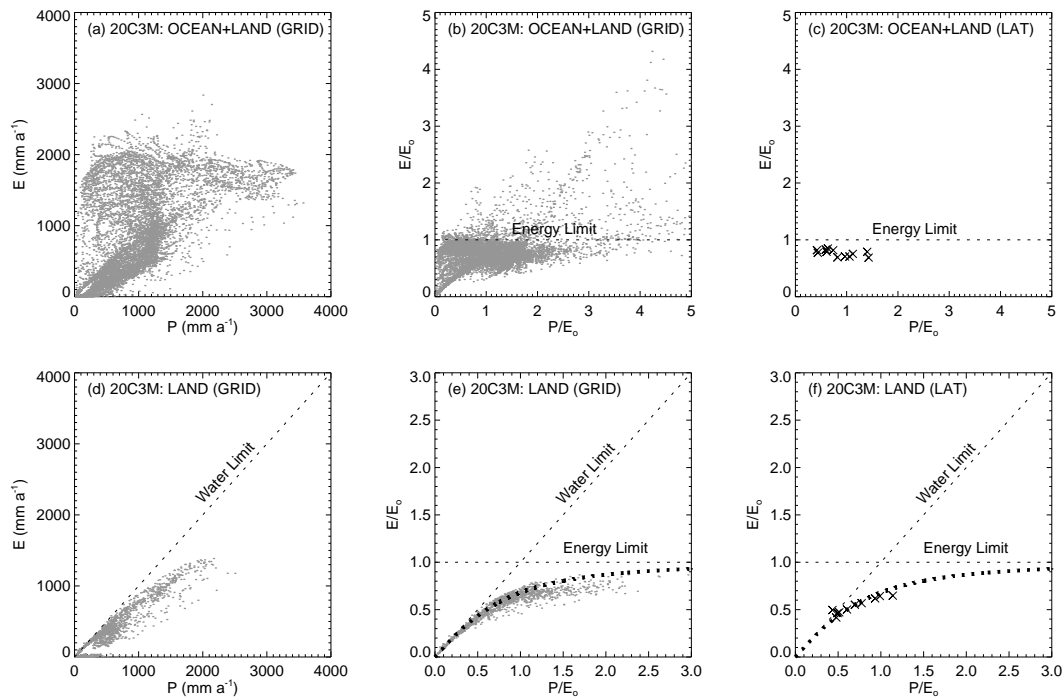 (a) 20C3M: OCEAN+LAND (GRID)
4000
3000
2000
1000
0
E (mm a⁻¹)
0 1000 2000 3000 4000
P (mm a⁻¹)
(b) 20C3M: OCEAN+LAND (GRID)
5
4
3
2
1
0
E/Eₒ
Energy Limit
0 1 2 3 4 5
P/Eₒ
(c) 20C3M: OCEAN+LAND (LAT)
5
4
3
2
1
0
E/Eₒ
Energy Limit
0 1 2 3 4 5
P/Eₒ
(d) 20C3M: LAND (GRID)
4000
3000
2000
1000
0
E (mm a⁻¹)
Water Limit
0 1000 2000 3000 4000
P (mm a⁻¹)
(e) 20C3M: LAND (GRID)
3.0
2.5
2.0
1.5
1.0
0.5
0.0
E/Eₒ
Water Limit
Energy Limit
0.0 0.5 1.0 1.5 2.0 2.5 3.0
P/Eₒ
(f) 20C3M: LAND (LAT)
3.0
2.5
2.0
1.5
1.0
0.5
0.0
E/Eₒ
Water Limit
Energy Limit
0.0 0.5 1.0 1.5 2.0 2.5 3.0
P/Eₒ